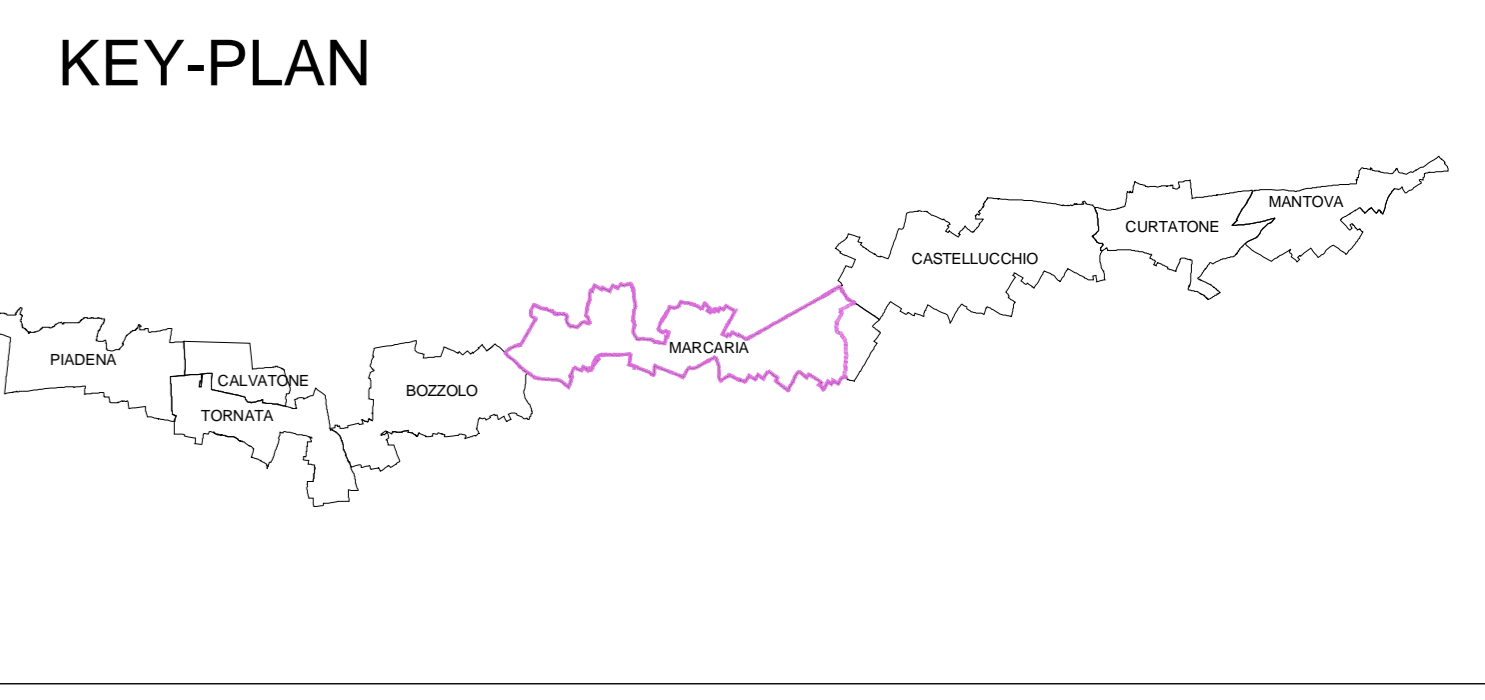 KEY-PLAN
MANTOVA
CURTATONE
CASTELLUCCHIO
MARCARIA
PIADENA
CALVATONE
BOZZOLO
TORNATA